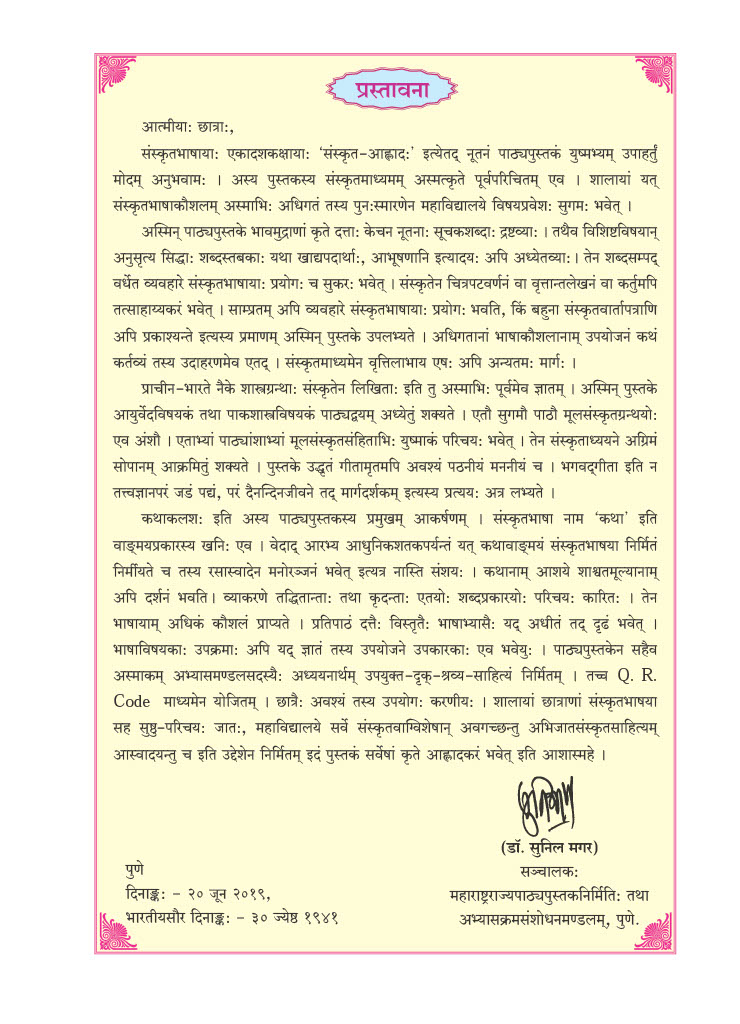 प्रस्तावना
आत्मीया: छात्रा:,
संस्कृतभाषाया: एकादशकक्षाया: ‘संस्कृत-आह्लाद:’ इत्येतद् नूतनं पाठ्यपुस्तकं युष्मभ्यम् उपाहर्तुं
मोदम् अनुभवाम: । अस्य पुस्तकस्य संस्कृतमाध्यमम् अस्मत्कृते पूर्वपरिचितम् एव । शालायां यत्
संस्कृतभाषाकौशलम् अस्माभि: अधिगतं तस्य पुन:स्मारणेन महाविद्यालये विषयप्रवेश: सुगम: भवेत् ।
अस्मिन् पाठ्यपुस्तके भावमुद्राणां कृते दत्ता: केचन नूतना: सूचकशब्दा: द्रष्टव्या: । तथैव विशिष्टविषयान्
अनुसृत्य सिद्धा: शब्दस्तबका: यथा खाद्यपदार्था:, आभूषणानि इत्यादय: अपि अध्येतव्या: । तेन शब्दसम्पद्
वर्धेत व्यवहारे संस्कृतभाषाया: प्रयोग: च सुकर: भवेत् । संस्कृतेन चित्रपटवर्णनं वा वृत्तान्तलेखनं वा कर्तुमपि
तत्साहाय्यकरं भवेत् । साम्प्रतम् अपि व्यवहारे संस्कृतभाषाया: प्रयोग: भवति, किं बहुना संस्कृतवार्तापत्राणि
अपि प्रकाश्यन्ते इत्यस्य प्रमाणम् अस्मिन् पुस्तके उपलभ्यते । अधिगतानां भाषाकौशलानाम् उपयोजनं कथं
कर्तव्यं तस्य उदाहरणमेव एतद् । संस्कृतमाध्यमेन वृत्तिलाभाय एष: अपि अन्यतम: मार्ग: ।
प्राचीन-भारते नैके शास्त्रग्रन्था: संस्कृतेन लिखिता: इति तु अस्माभि: पूर्वमेव ज्ञातम् । अस्मिन् पुस्तके
आयुर्वेदविषयकं तथा पाकशास्त्रविषयकं पाठ्यद्वयम् अध्येतुं शक्यते । एतौ सुगमौ पाठौ मूलसंस्कृतग्रन्थयो:
एव अंशौ । एताभ्यां पाठ्यांशाभ्यां मूलसंस्कृतसंहिताभि: युष्माकं परिचय: भवेत् । तेन संस्कृताध्ययने अग्रिमं
सोपानम् आक्रमितुं शक्यते । पुस्तके उद्धृतं गीतामृतमपि अवश्यं पठनीयं मननीयं च । भगवद्‌गीता इति न
तत्त्वज्ञानपरं जडं पद्यं, परं दैनन्दिनजीवने तद् मार्गदर्शकम् इत्यस्य प्रत्यय: अत्र लभ्यते ।
कथाकलश: इति अस्य पाठ्यपुस्तकस्य प्रमुखम् आकर्षणम् । संस्कृतभाषा नाम ‘कथा’ इति
वाङ्‌मयप्रकारस्य खनि: एव । वेदाद् आरभ्य आधुनिकशतकपर्यन्तं यत् कथावाङ्‌मयं संस्कृतभाषया निर्मितं
निर्मीयते च तस्य रसास्वादेन मनोरञ्जनं भवेत् इत्यत्र नास्ति संशय: । कथानाम् आशये शाश्वतमूल्यानाम्
अपि दर्शनं भवति । व्याकरणे तद्धितान्ता: तथा कृदन्ता: एतयो: शब्दप्रकारयो: परिचय: कारित: । तेन
भाषायाम् अधिकं कौशलं प्राप्यते । प्रतिपाठं दत्तै: विस्तृतै: भाषाभ्यासै: यद् अधीतं तद् दृढं भवेत् ।
भाषाविषयका: उपक्रमा: अपि यद् ज्ञातं तस्य उपयोजने उपकारका: एव भवेयु: । पाठ्यपुस्तकेन सहैव
अस्माकम् अभ्यासमण्डलसदस्यै: अध्ययनार्थम् उपयुक्त-दृक्-श्रव्य-साहित्यं निर्मितम् । तच्च Q. R.
Code माध्यमेन योजितम् । छात्रै: अवश्यं तस्य उपयोग: करणीय: । शालायां छात्राणां संस्कृतभाषया
सह सुष्ठु-परिचय: जात:, महाविद्यालये सर्वे संस्कृतवाग्विशेषान् अवगच्छन्तु अभिजातसंस्कृतसाहित्यम्
आस्वादयन्तु च इति उद्देशेन निर्मितम् इदं पुस्तकं सर्वेषां कृते आह्लादकरं भवेत् इति आशास्महे ।
(डॉ. सुनिल मगर)
सञ्चालक:
महाराष्ट्रराज्यपाठ्यपुस्तकनिर्मिति: तथा
अभ्यासक्रमसंशोधनमण्डलम्, पुणे.
पुणे
दिनाङ्क: - २० जून २०१९,
भारतीयसौर दिनाङ्क: - ३० ज्येष्ठ १९४१